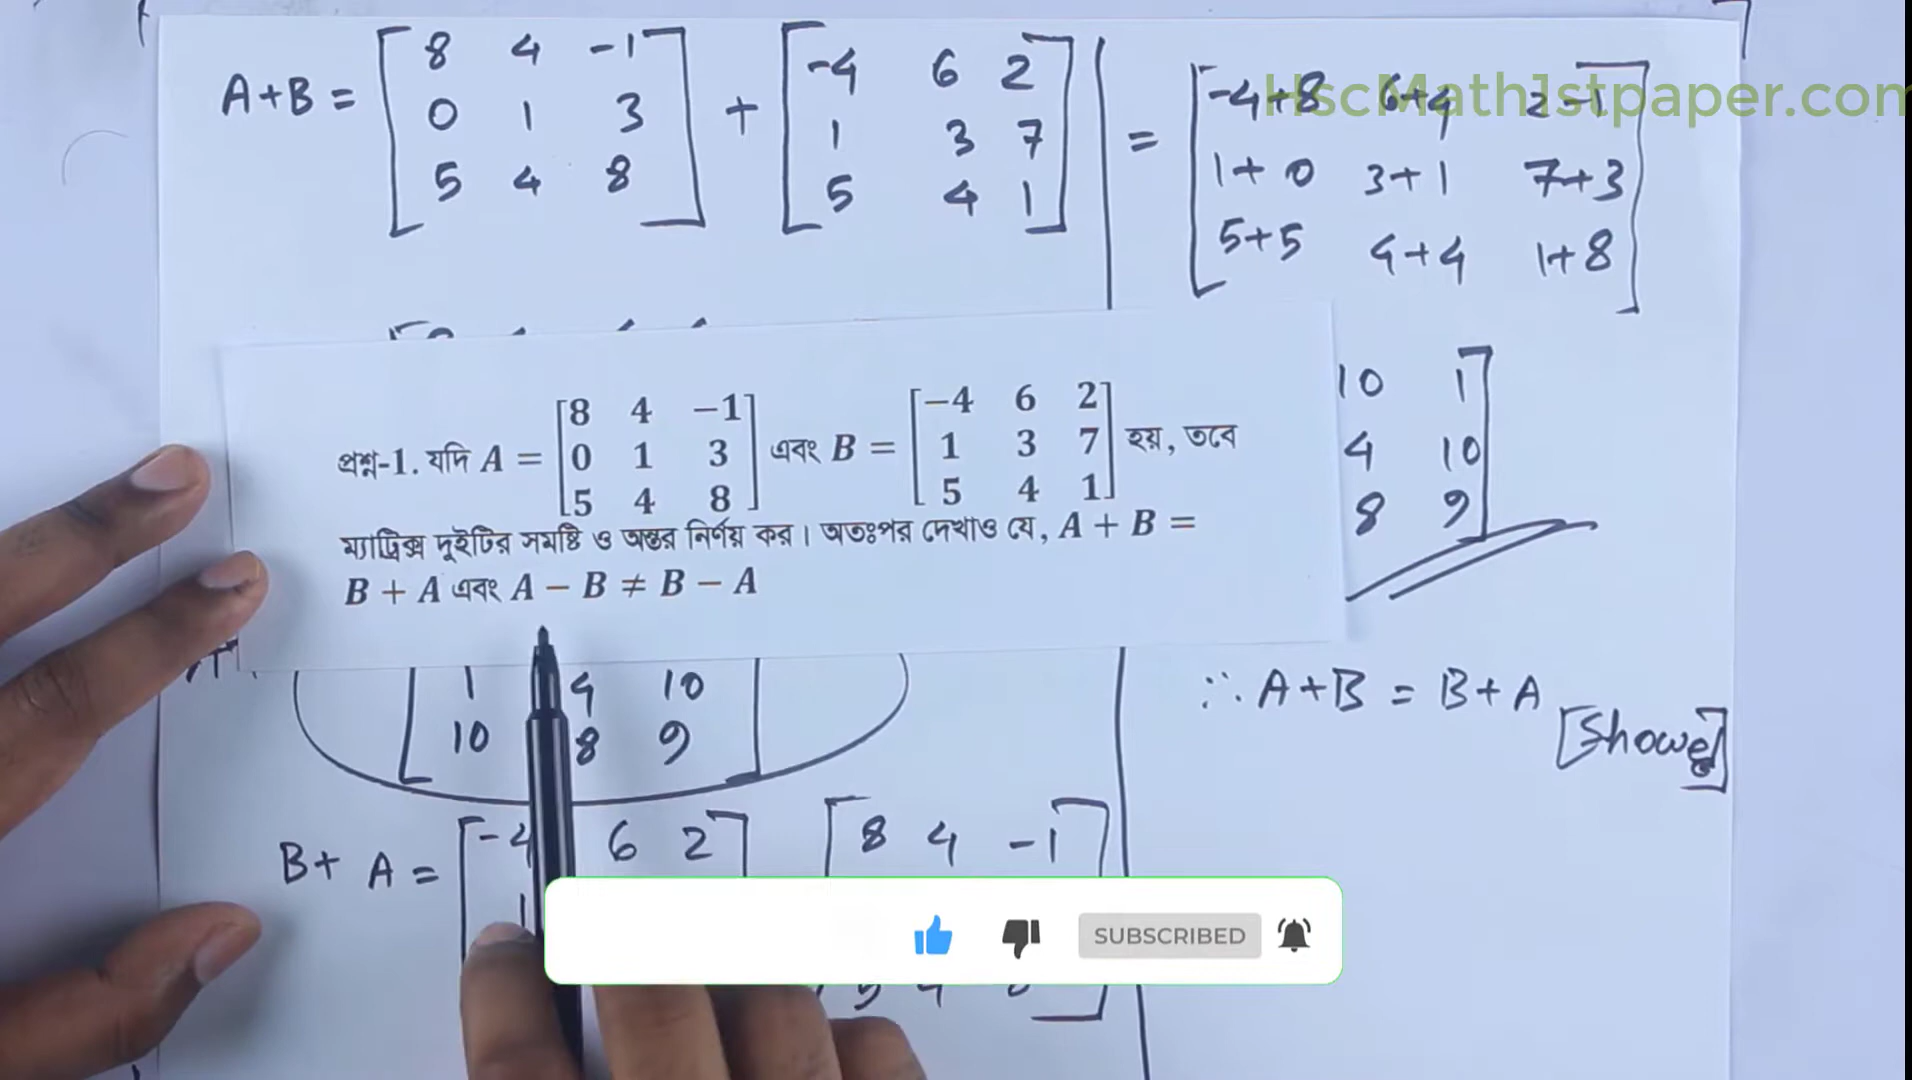 HscMath1stpaper.com
A+B = [8 4 -1] + [-4 6 2] = [-4+8 6+4 2-1]
[0 1 3] [1 3 7] [1+0 3+1 7+3]
[5 4 8] [5 4 1] [5+5 4+4 1+8]
10 1
4 10
8 9
প্রশ্ন-1. যদি A = [8 4 −1] এবং B = [−4 6 2] হয়, তবে
[0 1 3] [1 3 7]
[5 4 8] [5 4 1]
ম্যাট্রিক্স দুইটির সমষ্টি ও অন্তর নির্ণয় কর। অতঃপর দেখাও যে, A + B =
B + A এবং A − B ≠ B − A
1 4 10
10 8 9
∴ A+B = B+A
[Showed]
B+ A = [-4 6 2] [8 4 -1]
1
SUBSCRIBED